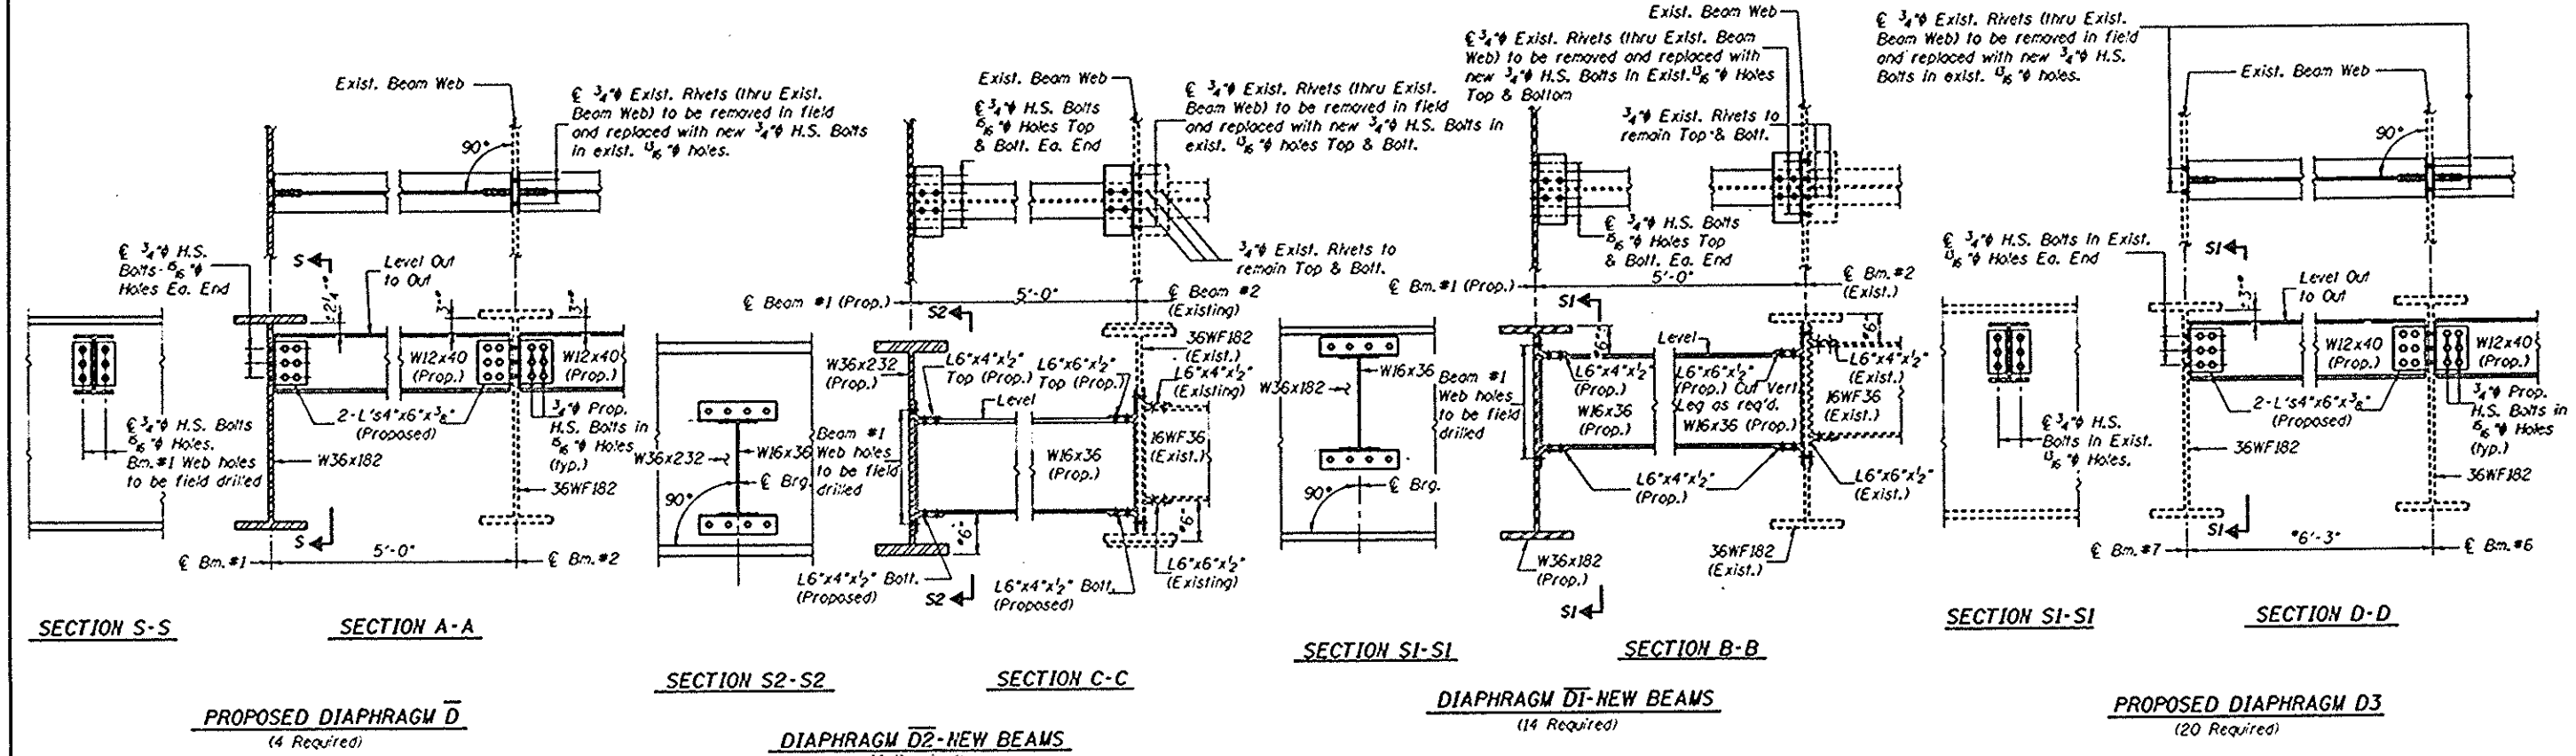 Exist. Beam Web
℄ 3/4"φ Exist. Rivets (thru Exist.
Beam Web) to be removed in field
and replaced with new 3/4"φ H.S. Bolts
in exist. 13/16"φ holes.
90°
℄ 3/4"φ H.S.
Bolts-15/16"φ
Holes Ea. End
S
2 1/4"
Level Out
to Out
3"
3"
W12x40
(Prop.)
W12x40
(Prop.)
2-L's4"x6"x3/8"
(Proposed)
3/4"φ Prop.
H.S. Bolts in
15/16"φ Holes
(typ.)
℄ 3/4"φ H.S. Bolts
15/16"φ Holes.
Bm. #1 Web holes
to be field drilled
W36x182
36WF182
S
℄ Bm. #1
5'-0"
℄ Bm. #2
SECTION S-S
SECTION A-A
PROPOSED DIAPHRAGM D
(4 Required)
Exist. Beam Web
℄ 3/4"φ H.S. Bolts
15/16"φ Holes Top
& Bott. Ea. End
℄ 3/4"φ Exist. Rivets (thru Exist.
Beam Web) to be removed in field
and replaced with new 3/4"φ H.S. Bolts in
exist. 13/16"φ holes Top & Bott.
3/4"φ Exist. Rivets to
remain Top & Bott.
℄ Beam #1 (Prop.)
5'-0"
℄ Beam #2
(Existing)
S2
36WF182
(Exist.)
W36x232
(Prop.)
L6"x4"x1/2"
Top (Prop.)
L6"x6"x1/2"
Top (Prop.)
L6"x4"x1/2"
(Existing)
Level
Beam #1
Web holes
to be field
drilled
W36x232
W16x36
W16x36
(Prop.)
16WF36
(Exist.)
90°
℄ Brg.
*6"
*6"
L6"x4"x1/2" Bott.
(Proposed)
S2
L6"x4"x1/2" Bott.
(Proposed)
L6"x6"x1/2"
(Existing)
SECTION S2-S2
SECTION C-C
DIAPHRAGM D2-NEW BEAMS
Exist. Beam Web
℄ 3/4"φ Exist. Rivets (thru Exist. Beam
Web) to be removed and replaced with
new 3/4"φ H.S. Bolts in Exist. 13/16"φ Holes
Top & Bottom
3/4"φ Exist. Rivets to
remain Top & Bott.
℄ 3/4"φ H.S. Bolts
15/16"φ Holes Top
& Bott. Ea. End
℄ Bm. #1 (Prop.)
5'-0"
℄ Bm. #2
(Exist.)
S1
*6"
*6"
Level
W16x36
W36x182
L6"x4"x1/2"
(Prop.)
L6"x6"x1/2"
(Prop.) Cut Vert.
Leg as req'd.
L6"x4"x1/2"
(Exist.)
Beam #1
Web holes
to be field
drilled
W16x36
(Prop.)
W16x36 (Prop.)
16WF36
(Exist.)
90°
℄ Brg.
L6"x4"x1/2"
(Prop.)
L6"x6"x1/2"
(Exist.)
W36x182
(Prop.)
36WF182
(Exist.)
S1
SECTION S1-S1
SECTION B-B
DIAPHRAGM D1-NEW BEAMS
(14 Required)
℄ 3/4"φ Exist. Rivets (thru Exist.
Beam Web) to be removed in field
and replaced with new 3/4"φ H.S.
Bolts in exist. 13/16"φ holes.
Exist. Beam Web
90°
℄ 3/4"φ H.S. Bolts in Exist.
13/16"φ Holes Ea. End
S1
Level Out
to Out
3"
W12x40
(Prop.)
W12x40
(Prop.)
2-L's4"x6"x3/8"
(Proposed)
3/4"φ Prop.
H.S. Bolts in
15/16"φ Holes
(typ.)
℄ 3/4"φ H.S.
Bolts in Exist.
13/16"φ Holes.
36WF182
36WF182
S1
℄ Bm. #7
*6'-3"
℄ Bm. #6
SECTION S1-S1
SECTION D-D
PROPOSED DIAPHRAGM D3
(20 Required)